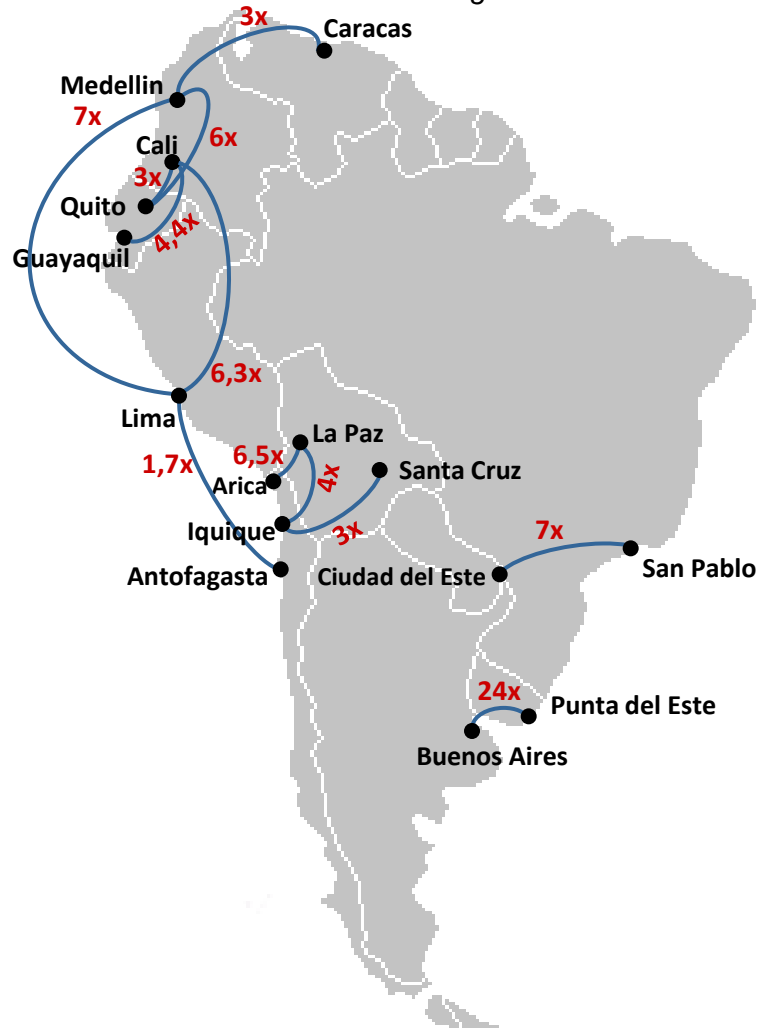 3x
Caracas
Medellin
7x
6x
Cali
3x
Quito
4,4x
Guayaquil
6,3x
Lima
La Paz
1,7x
6,5x
4x
Santa Cruz
Arica
Iquique
3x
7x
San Pablo
Antofagasta
Ciudad del Este
24x
Punta del Este
Buenos Aires